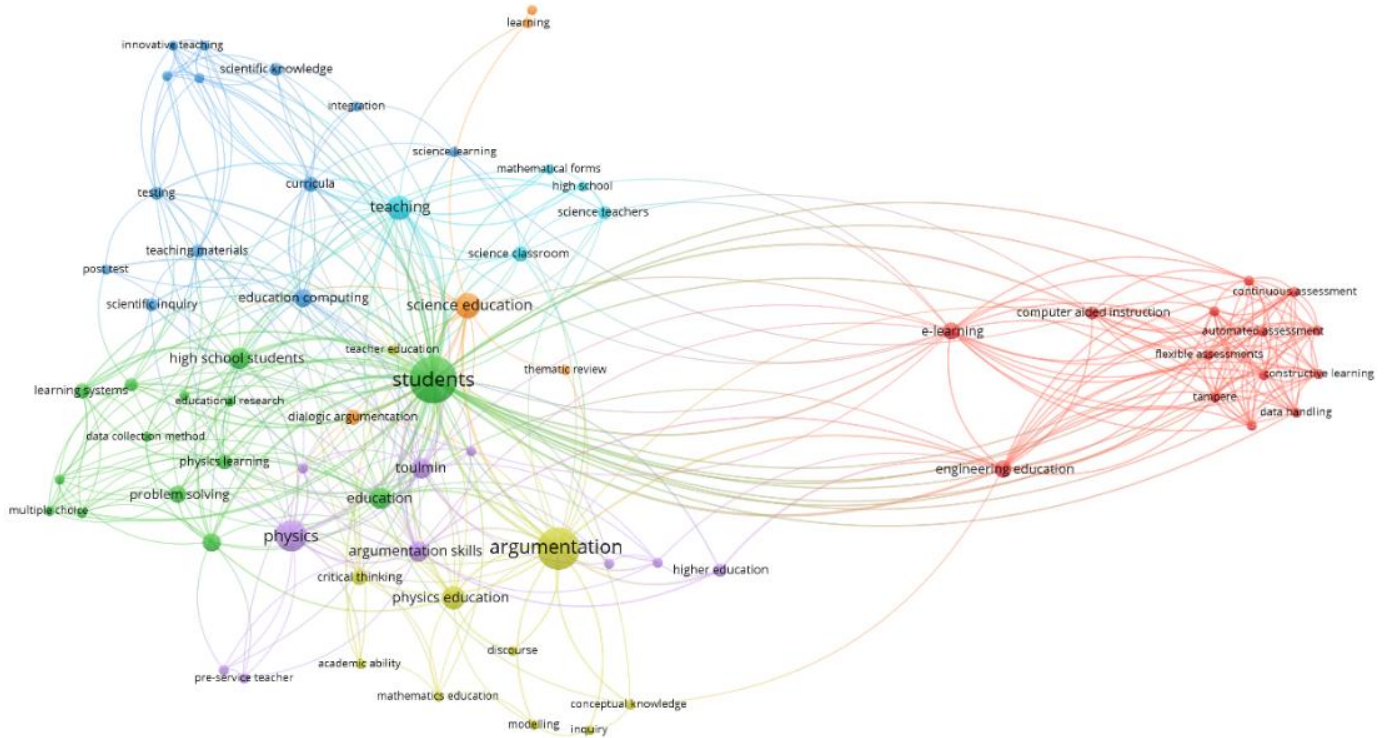 learning
innovative teaching
scientific knowledge
integration
science learning
mathematical forms
high school
curricula
testing
teaching
science teachers
teaching materials
science classroom
post test
scientific inquiry
education computing
science education
continuous assessment
computer aided instruction
e-learning
automated assessment
teacher education
high school students
flexible assessments
thematic review
constructive learning
students
learning systems
educational research
tampere
dialogic argumentation
data handling
data collection method
physics learning
toulmin
engineering education
problem solving
education
multiple choice
physics
argumentation
argumentation skills
higher education
critical thinking
physics education
discourse
academic ability
pre-service teacher
mathematics education
conceptual knowledge
modelling
inquiry